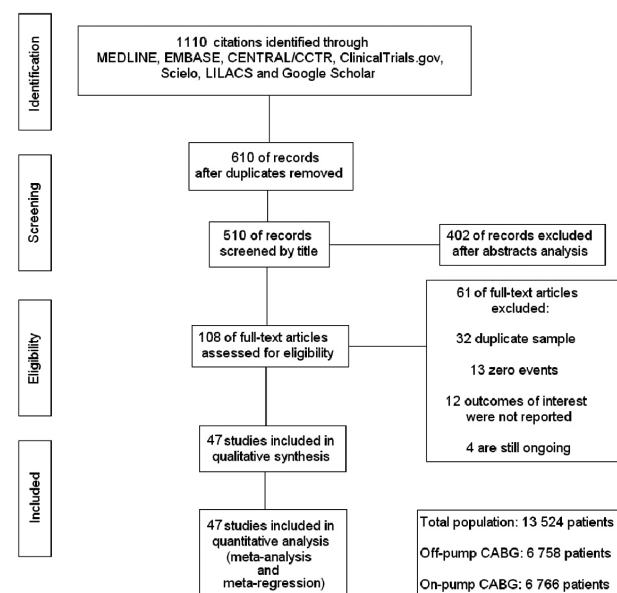 Identification
1110 citations identified through
MEDLINE, EMBASE, CENTRAL/CCTR, ClinicalTrials.gov,
Scielo, LILACS and Google Scholar
Screening
610 of records
after duplicates removed
510 of records
screened by title
402 of records excluded
after abstracts analysis
Eligibility
108 of full-text articles
assessed for eligibility
61 of full-text articles
excluded:
32 duplicate sample
13 zero events
12 outcomes of interest
were not reported
4 are still ongoing
Included
47 studies included in
qualitative synthesis
47 studies included in
quantitative analysis
(meta-analysis
and
meta-regression)
Total population: 13 524 patients
Off-pump CABG: 6 758 patients
On-pump CABG: 6 766 patients